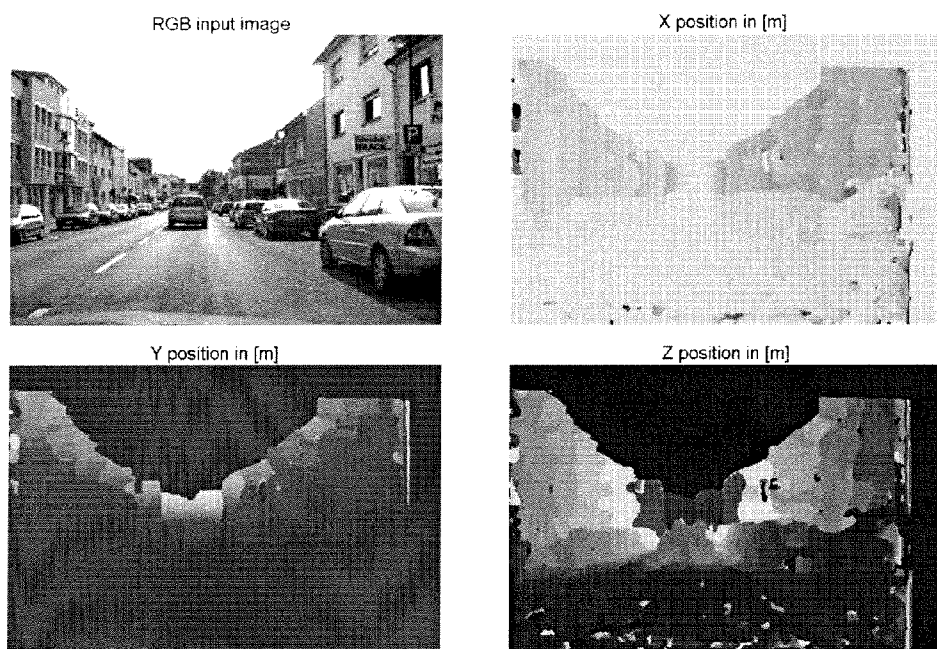 RGB input image
X position in [m]
P
Y position in [m]
Z position in [m]